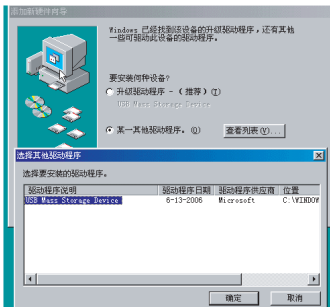 添加新硬件向导
Windows 已经找到该设备的升级驱动程序，还有其他
一些可驱动此设备的驱动程序。
要安装何种设备?
升级驱动程序 - (推荐) (I)
USB Mass Storage Device
某一其他驱动程序。(O)
查看列表(V)...
选择其他驱动程序
选择要安装的驱动程序。
驱动程序说明 驱动程序日期 驱动程序供应商 位置
USB Mass Storage Device 6-13-2006 Microsoft C:\WINDOW
确定 取消